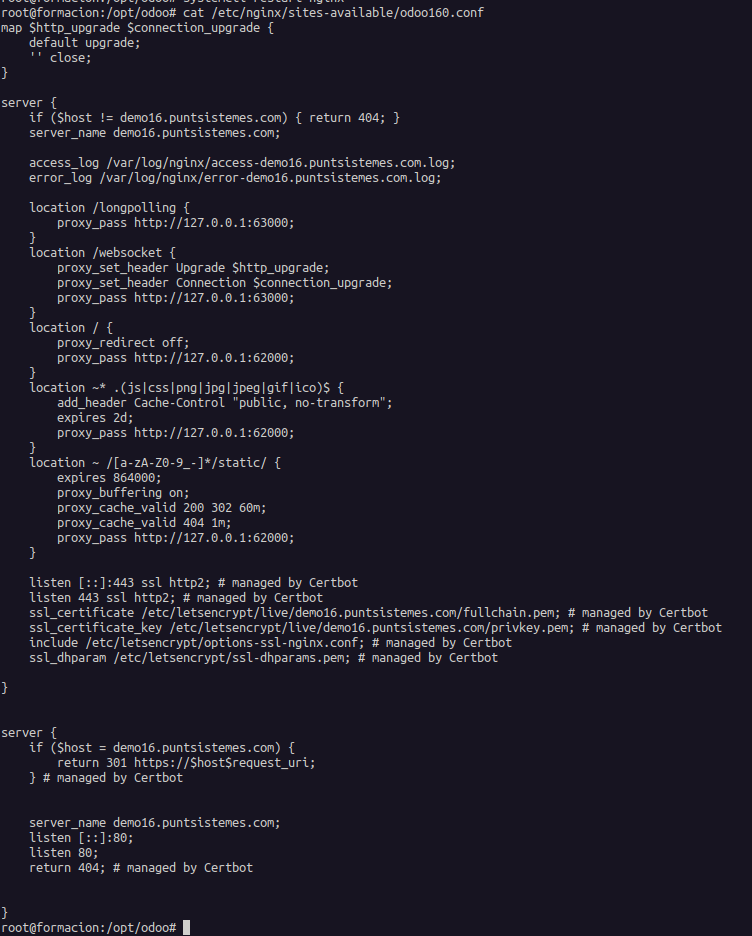 root@formacion:/opt/odoo# systemctl restart nginx
root@formacion:/opt/odoo# cat /etc/nginx/sites-available/odoo160.conf
map $http_upgrade $connection_upgrade {
    default upgrade;
    '' close;
}

server {
    if ($host != demo16.puntsistemes.com) { return 404; }
    server_name demo16.puntsistemes.com;

    access_log /var/log/nginx/access-demo16.puntsistemes.com.log;
    error_log /var/log/nginx/error-demo16.puntsistemes.com.log;

    location /longpolling {
        proxy_pass http://127.0.0.1:63000;
    }
    location /websocket {
        proxy_set_header Upgrade $http_upgrade;
        proxy_set_header Connection $connection_upgrade;
        proxy_pass http://127.0.0.1:63000;
    }
    location / {
        proxy_redirect off;
        proxy_pass http://127.0.0.1:62000;
    }
    location ~* .(js|css|png|jpg|jpeg|gif|ico)$ {
        add_header Cache-Control "public, no-transform";
        expires 2d;
        proxy_pass http://127.0.0.1:62000;
    }
    location ~ /[a-zA-Z0-9_-]*/static/ {
        expires 864000;
        proxy_buffering on;
        proxy_cache_valid 200 302 60m;
        proxy_cache_valid 404 1m;
        proxy_pass http://127.0.0.1:62000;
    }

    listen [::]:443 ssl http2; # managed by Certbot
    listen 443 ssl http2; # managed by Certbot
    ssl_certificate /etc/letsencrypt/live/demo16.puntsistemes.com/fullchain.pem; # managed by Certbot
    ssl_certificate_key /etc/letsencrypt/live/demo16.puntsistemes.com/privkey.pem; # managed by Certbot
    include /etc/letsencrypt/options-ssl-nginx.conf; # managed by Certbot
    ssl_dhparam /etc/letsencrypt/ssl-dhparams.pem; # managed by Certbot

}


server {
    if ($host = demo16.puntsistemes.com) {
        return 301 https://$host$request_uri;
    } # managed by Certbot


    server_name demo16.puntsistemes.com;
    listen [::]:80;
    listen 80;
    return 404; # managed by Certbot


}
root@formacion:/opt/odoo#